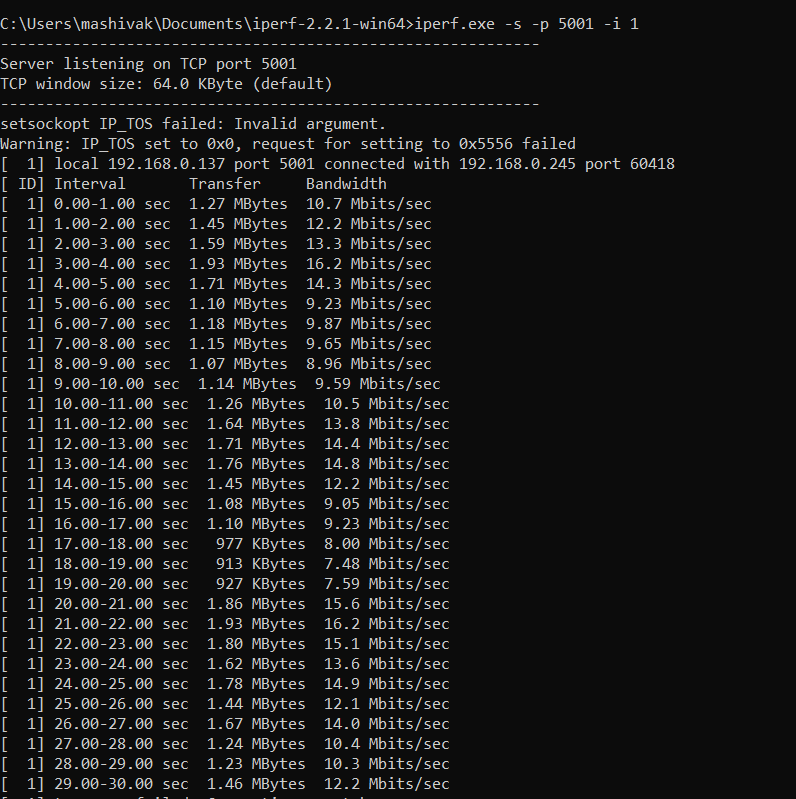 C:\Users\mashivak\Documents\iperf-2.2.1-win64>iperf.exe -s -p 5001 -i 1
------------------------------------------------------------
Server listening on TCP port 5001
TCP window size: 64.0 KByte (default)
------------------------------------------------------------
setsockopt IP_TOS failed: Invalid argument.
Warning: IP_TOS set to 0x0, request for setting to 0x5556 failed
[  1] local 192.168.0.137 port 5001 connected with 192.168.0.245 port 60418
[ ID] Interval       Transfer     Bandwidth
[  1] 0.00-1.00 sec  1.27 MBytes  10.7 Mbits/sec
[  1] 1.00-2.00 sec  1.45 MBytes  12.2 Mbits/sec
[  1] 2.00-3.00 sec  1.59 MBytes  13.3 Mbits/sec
[  1] 3.00-4.00 sec  1.93 MBytes  16.2 Mbits/sec
[  1] 4.00-5.00 sec  1.71 MBytes  14.3 Mbits/sec
[  1] 5.00-6.00 sec  1.10 MBytes  9.23 Mbits/sec
[  1] 6.00-7.00 sec  1.18 MBytes  9.87 Mbits/sec
[  1] 7.00-8.00 sec  1.15 MBytes  9.65 Mbits/sec
[  1] 8.00-9.00 sec  1.07 MBytes  8.96 Mbits/sec
[  1] 9.00-10.00 sec  1.14 MBytes  9.59 Mbits/sec
[  1] 10.00-11.00 sec  1.26 MBytes  10.5 Mbits/sec
[  1] 11.00-12.00 sec  1.64 MBytes  13.8 Mbits/sec
[  1] 12.00-13.00 sec  1.71 MBytes  14.4 Mbits/sec
[  1] 13.00-14.00 sec  1.76 MBytes  14.8 Mbits/sec
[  1] 14.00-15.00 sec  1.45 MBytes  12.2 Mbits/sec
[  1] 15.00-16.00 sec  1.08 MBytes  9.05 Mbits/sec
[  1] 16.00-17.00 sec  1.10 MBytes  9.23 Mbits/sec
[  1] 17.00-18.00 sec   977 KBytes  8.00 Mbits/sec
[  1] 18.00-19.00 sec   913 KBytes  7.48 Mbits/sec
[  1] 19.00-20.00 sec   927 KBytes  7.59 Mbits/sec
[  1] 20.00-21.00 sec  1.86 MBytes  15.6 Mbits/sec
[  1] 21.00-22.00 sec  1.93 MBytes  16.2 Mbits/sec
[  1] 22.00-23.00 sec  1.80 MBytes  15.1 Mbits/sec
[  1] 23.00-24.00 sec  1.62 MBytes  13.6 Mbits/sec
[  1] 24.00-25.00 sec  1.78 MBytes  14.9 Mbits/sec
[  1] 25.00-26.00 sec  1.44 MBytes  12.1 Mbits/sec
[  1] 26.00-27.00 sec  1.67 MBytes  14.0 Mbits/sec
[  1] 27.00-28.00 sec  1.24 MBytes  10.4 Mbits/sec
[  1] 28.00-29.00 sec  1.23 MBytes  10.3 Mbits/sec
[  1] 29.00-30.00 sec  1.46 MBytes  12.2 Mbits/sec